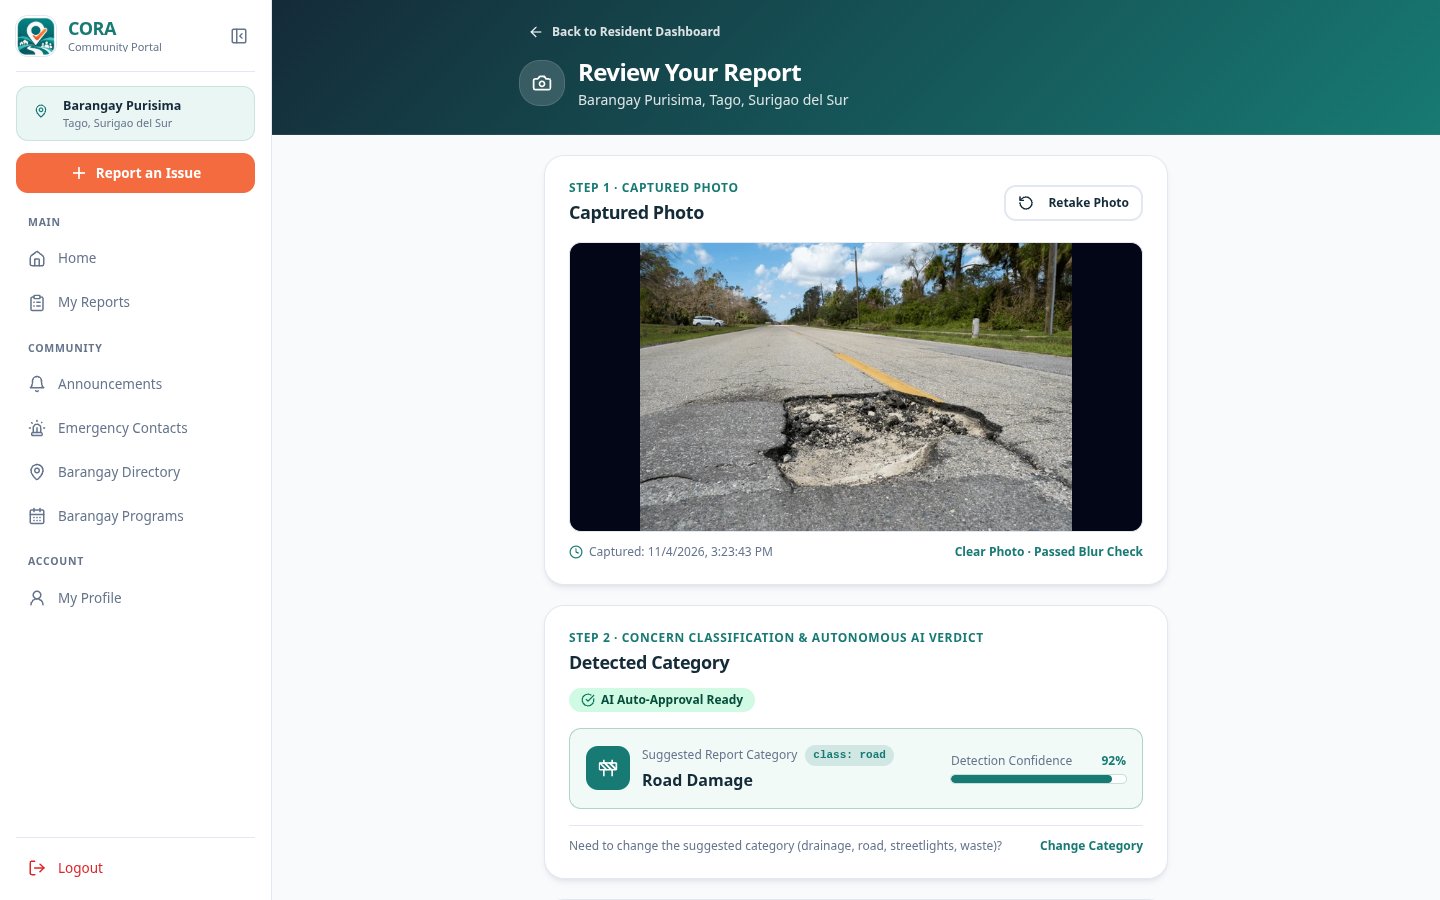 CORA
Community Portal
Barangay Purisima
Tago, Surigao del Sur
Report an Issue
MAIN
Home
My Reports
COMMUNITY
Announcements
Emergency Contacts
Barangay Directory
Barangay Programs
ACCOUNT
My Profile
Logout
Back to Resident Dashboard
Review Your Report
Barangay Purisima, Tago, Surigao del Sur
STEP 1 · CAPTURED PHOTO
Captured Photo
Retake Photo
Captured: 11/4/2026, 3:23:43 PM
Clear Photo · Passed Blur Check
STEP 2 · CONCERN CLASSIFICATION & AUTONOMOUS AI VERDICT
Detected Category
AI Auto-Approval Ready
Suggested Report Category class: road
Road Damage
Detection Confidence 92%
Need to change the suggested category (drainage, road, streetlights, waste)?
Change Category